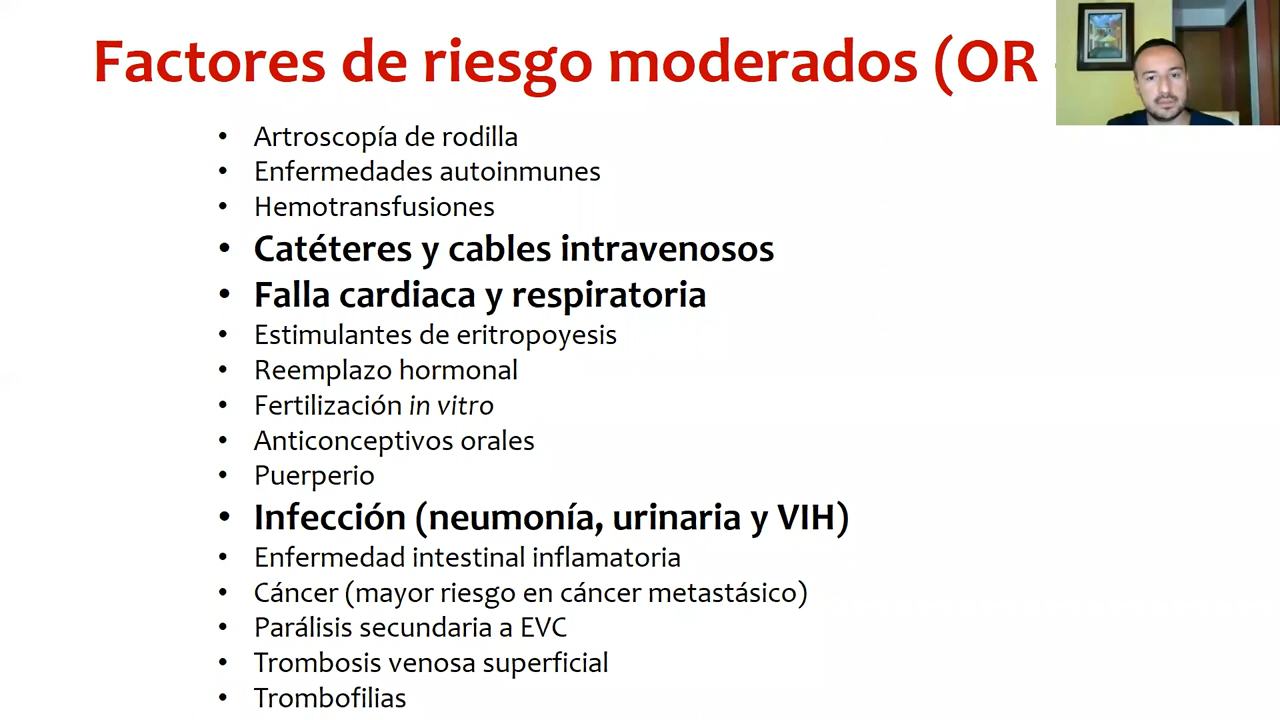 Factores de riesgo moderados (OR
• Artroscopía de rodilla
• Enfermedades autoinmunes
• Hemotransfusiones
• Catéteres y cables intravenosos
• Falla cardiaca y respiratoria
• Estimulantes de eritropoyesis
• Reemplazo hormonal
• Fertilización in vitro
• Anticonceptivos orales
• Puerperio
• Infección (neumonía, urinaria y VIH)
• Enfermedad intestinal inflamatoria
• Cáncer (mayor riesgo en cáncer metastásico)
• Parálisis secundaria a EVC
• Trombosis venosa superficial
• Trombofilias